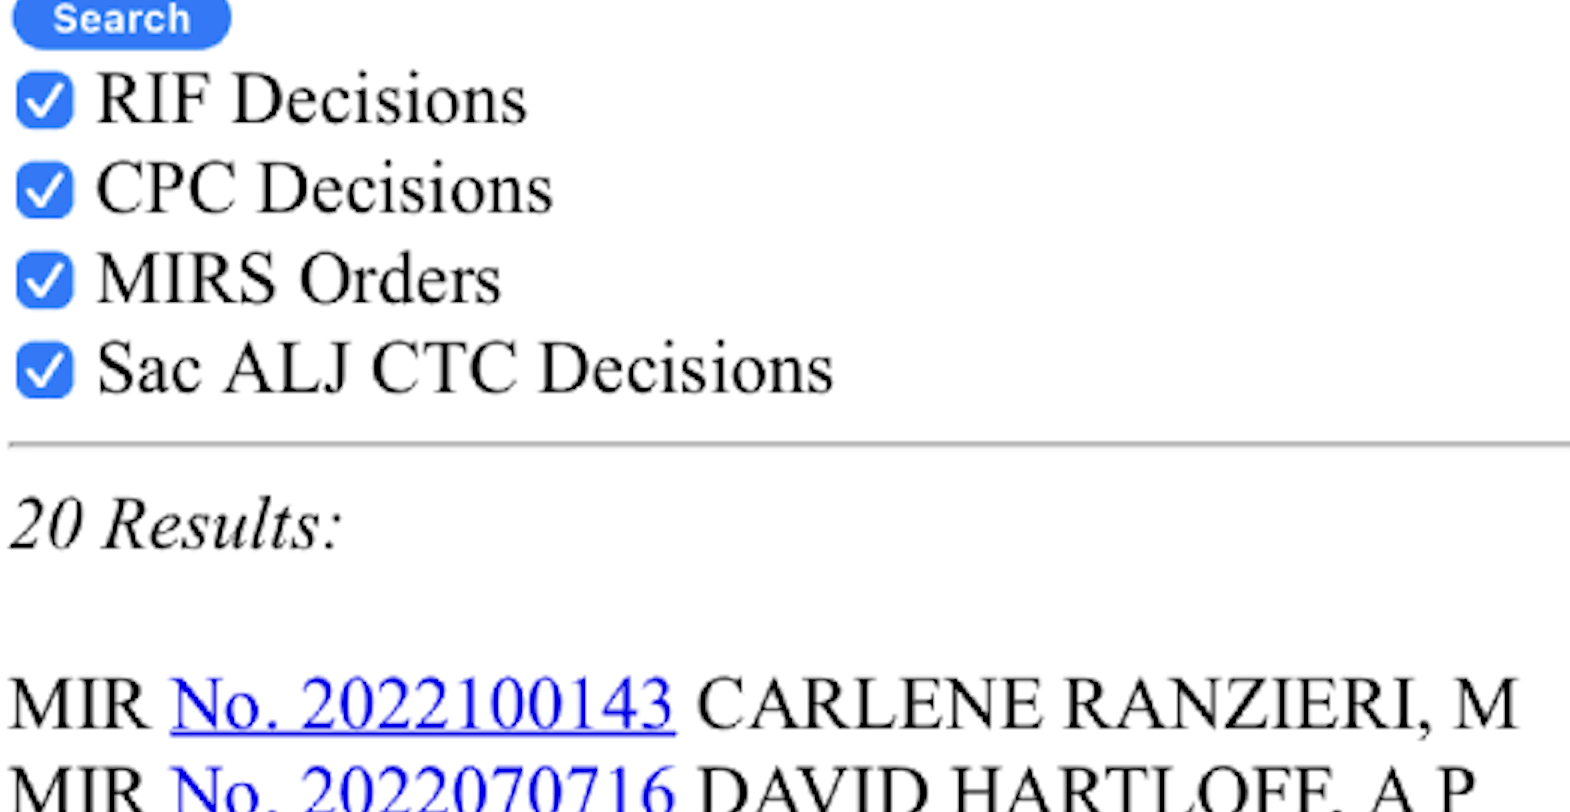 Search
RIF Decisions
CPC Decisions
MIRS Orders
Sac ALJ CTC Decisions
20 Results:
MIR No. 2022100143 CARLENE RANZIERI, M
MIR No. 2022070716 DAVID HARTLOFF, A P